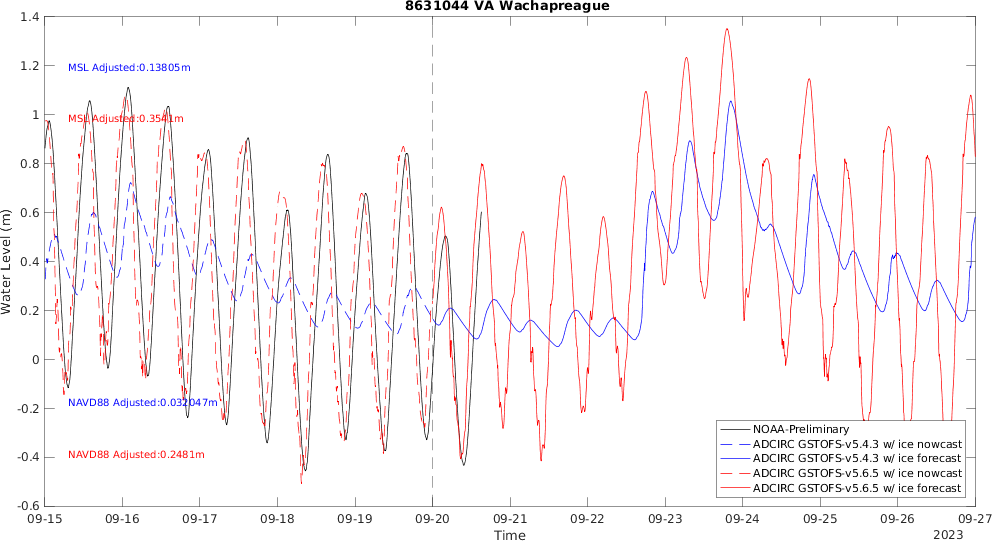 8631044 VA Wachapreague
Water Level (m)
1.4
1.2
1
0.8
0.6
0.4
0.2
0
-0.2
-0.4
-0.6
MSL Adjusted:0.13805m
MSL Adjusted:0.3541m
NAVD88 Adjusted:0.032047m
NAVD88 Adjusted:0.2481m
NOAA-Preliminary
ADCIRC GSTOFS-v5.4.3 w/ ice nowcast
ADCIRC GSTOFS-v5.4.3 w/ ice forecast
ADCIRC GSTOFS-v5.6.5 w/ ice nowcast
ADCIRC GSTOFS-v5.6.5 w/ ice forecast
09-15 09-16 09-17 09-18 09-19 09-20 09-21 09-22 09-23 09-24 09-25 09-26 09-27
Time
2023